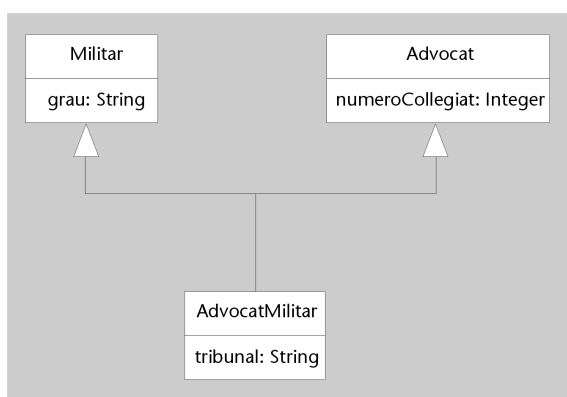 Militar
grau: String
Advocat
numeroCollegiat: Integer
AdvocatMilitar
tribunal: String